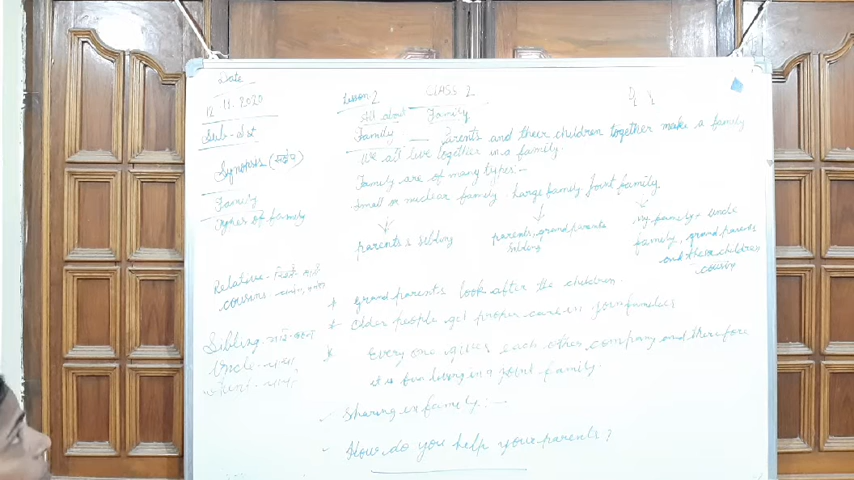 Date
12 11. 2020
Sub - Sst
Synopsis (संक्षेप)
Family
Types of family
Relative -
cousins -
Sibling - भाई-बहन
Uncle -
Aunt -
Lesson 2 CLASS 2
All about Family
Family — Parents and their children together make a family
We all live together in a family.
Family are of many types:-
Small or nuclear family. Large family Joint family.
parents & sibling
parents, grand parents
sibling
my family + uncle
family, grand parents
and their children
cousin
* grand parents look after the children.
* Older people get proper care in joint families
* Every one gives each other company and therefore
it is fun living in a joint family.
Sharing in family:-
How do you help your parents?